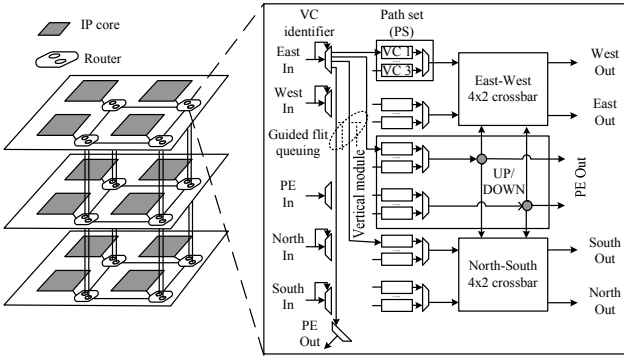 IP core
Router
VC
identifier
East
In
West
In
Guided flit
queuing
PE
In
North
In
South
In
PE
Out
Path set
(PS)
VC 1
...
VC 3
...
...
...
...
...
Vertical module
East-West
4x2 crossbar
UP/
DOWN
North-South
4x2 crossbar
West
Out
East
Out
PE Out
South
Out
North
Out